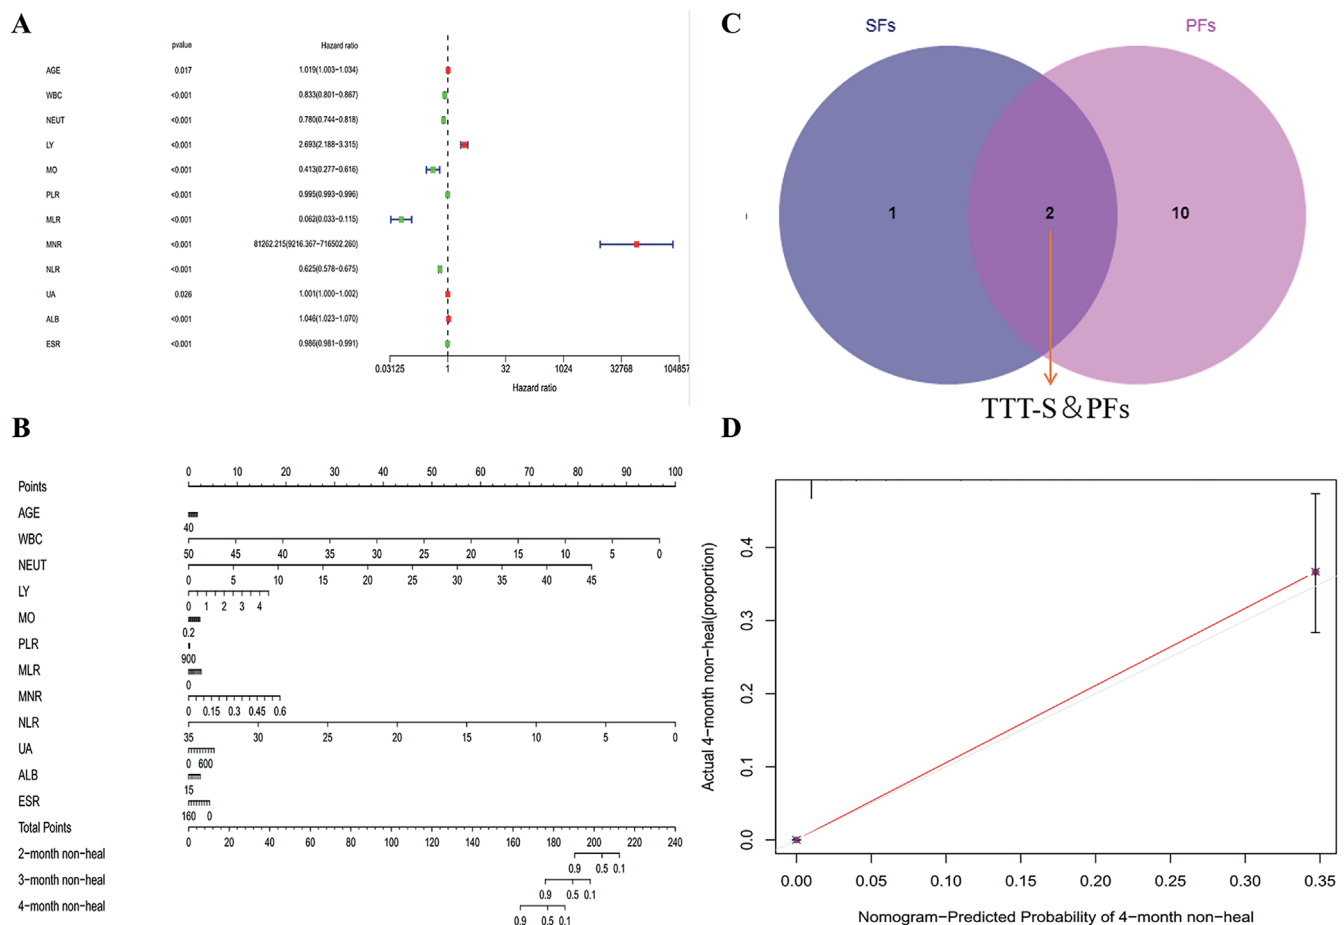 A
pvalue Hazard ratio
AGE 0.017 1.019(1.003−1.034)
WBC <0.001 0.833(0.801−0.867)
NEUT <0.001 0.780(0.744−0.818)
LY <0.001 2.693(2.188−3.315)
MO <0.001 0.413(0.277−0.616)
PLR <0.001 0.995(0.993−0.996)
MLR <0.001 0.062(0.033−0.115)
MNR <0.001 81262.215(9216.367−716502.260)
NLR <0.001 0.625(0.578−0.675)
UA 0.026 1.001(1.000−1.002)
ALB <0.001 1.046(1.023−1.070)
ESR <0.001 0.986(0.981−0.991)
0.03125 1 32 1024 32768 104857
Hazard ratio
B
0 10 20 30 40 50 60 70 80 90 100
Points
AGE
40
WBC
50 45 40 35 30 25 20 15 10 5 0
NEUT
0 5 10 15 20 25 30 35 40 45
LY
0 1 2 3 4
MO
0.2
PLR
900
MLR
0
MNR
0 0.15 0.3 0.45 0.6
NLR
35 30 25 20 15 10 5 0
UA
0 600
ALB
15
ESR
160 0
Total Points
0 20 40 60 80 100 120 140 160 180 200 220 240
2−month non−heal
0.9 0.5 0.1
3−month non−heal
0.9 0.5 0.1
4−month non−heal
0.9 0.5 0.1
C
SFs PFs
1 2 10
TTT-S＆PFs
D
Actual 4−month non−heal(proportion)
0.4
0.3
0.2
0.1
0.0
0.00 0.05 0.10 0.15 0.20 0.25 0.30 0.35
Nomogram−Predicted Probability of 4−month non−heal